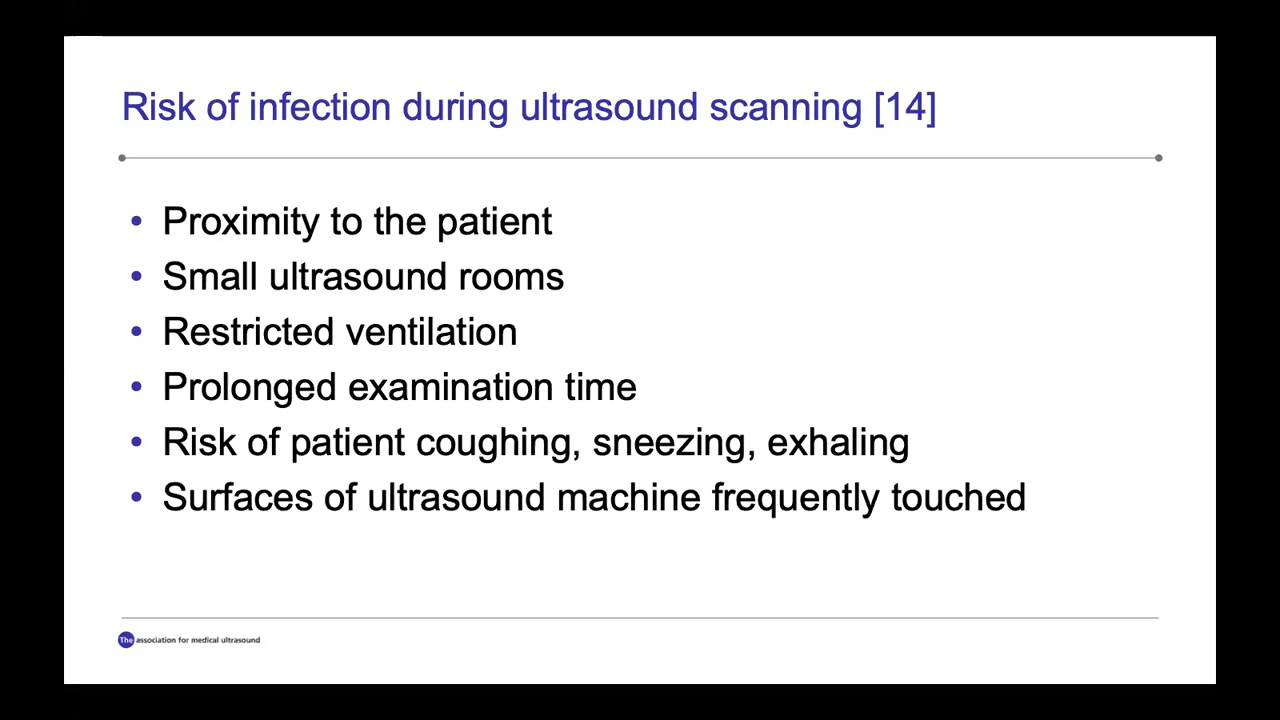 Risk of infection during ultrasound scanning [14]
• Proximity to the patient
• Small ultrasound rooms
• Restricted ventilation
• Prolonged examination time
• Risk of patient coughing, sneezing, exhaling
• Surfaces of ultrasound machine frequently touched
The association for medical ultrasound